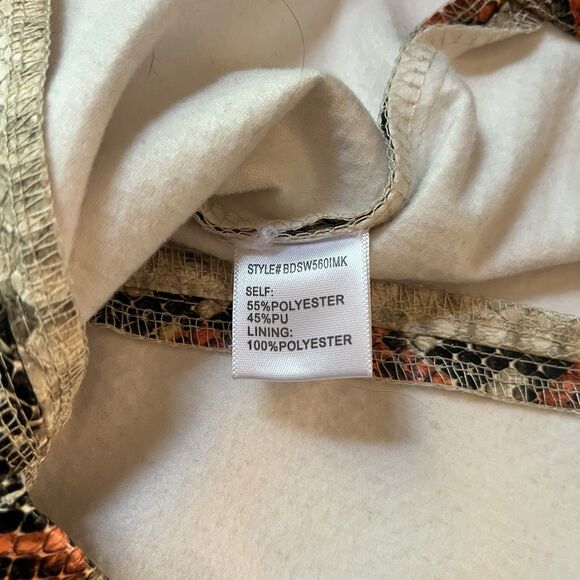 STYLE# BDSW560IMK
SELF:
55%POLYESTER
45%PU
LINING:
100%POLYESTER